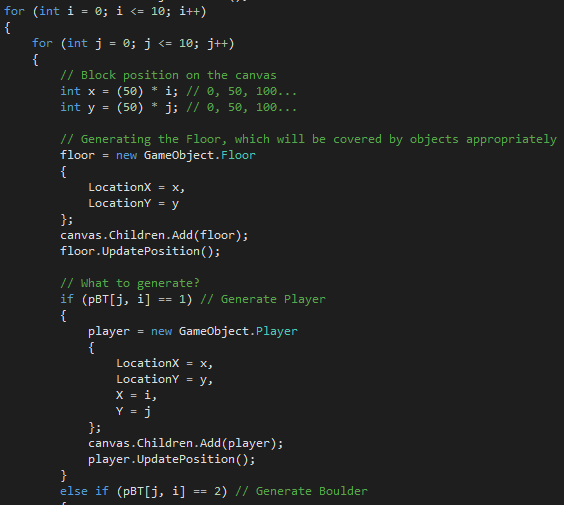 for (int i = 0; i <= 10; i++)
{
    for (int j = 0; j <= 10; j++)
    {
        // Block position on the canvas
        int x = (50) * i; // 0, 50, 100...
        int y = (50) * j; // 0, 50, 100...

        // Generating the Floor, which will be covered by objects appropriately
        floor = new GameObject.Floor
        {
            LocationX = x,
            LocationY = y
        };
        canvas.Children.Add(floor);
        floor.UpdatePosition();

        // What to generate?
        if (pBT[j, i] == 1) // Generate Player
        {
            player = new GameObject.Player
            {
                LocationX = x,
                LocationY = y,
                X = i,
                Y = j
            };
            canvas.Children.Add(player);
            player.UpdatePosition();
        }
        else if (pBT[j, i] == 2) // Generate Boulder
        {